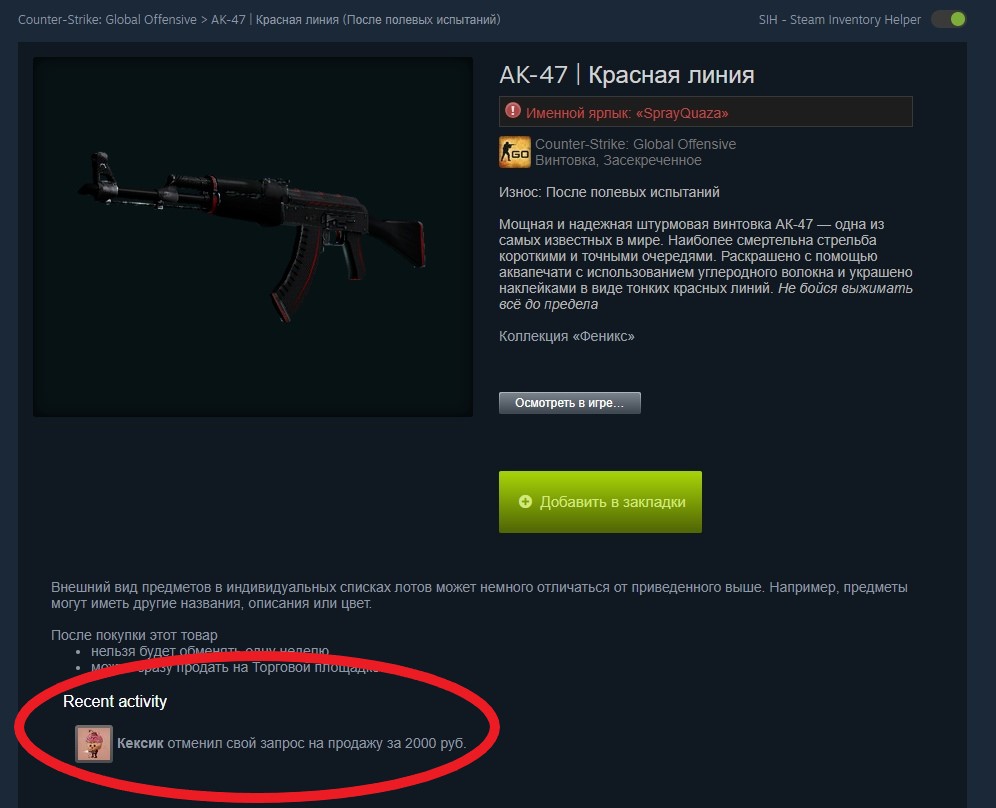 Counter-Strike: Global Offensive > AK-47 | Красная линия (После полевых испытаний)
SIH - Steam Inventory Helper
AK-47 | Красная линия
Именной ярлык: «SprayQuaza»
GO
Counter-Strike: Global Offensive
Винтовка, Засекреченное
Износ: После полевых испытаний
Мощная и надежная штурмовая винтовка АК-47 — одна из
самых известных в мире. Наиболее смертельна стрельба
короткими и точными очередями. Раскрашено с помощью
аквапечати с использованием углеродного волокна и украшено
наклейками в виде тонких красных линий. Не бойся выжимать
всё до предела
Коллекция «Феникс»
Осмотреть в игре...
Добавить в закладки
Внешний вид предметов в индивидуальных списках лотов может немного отличаться от приведенного выше. Например, предметы
могут иметь другие названия, описания или цвет.
После покупки этот товар
нельзя будет обменять одну неделю
сразу продать на Торговой площадке
Recent activity
Кексик отменил свой запрос на продажу за 2000 руб.